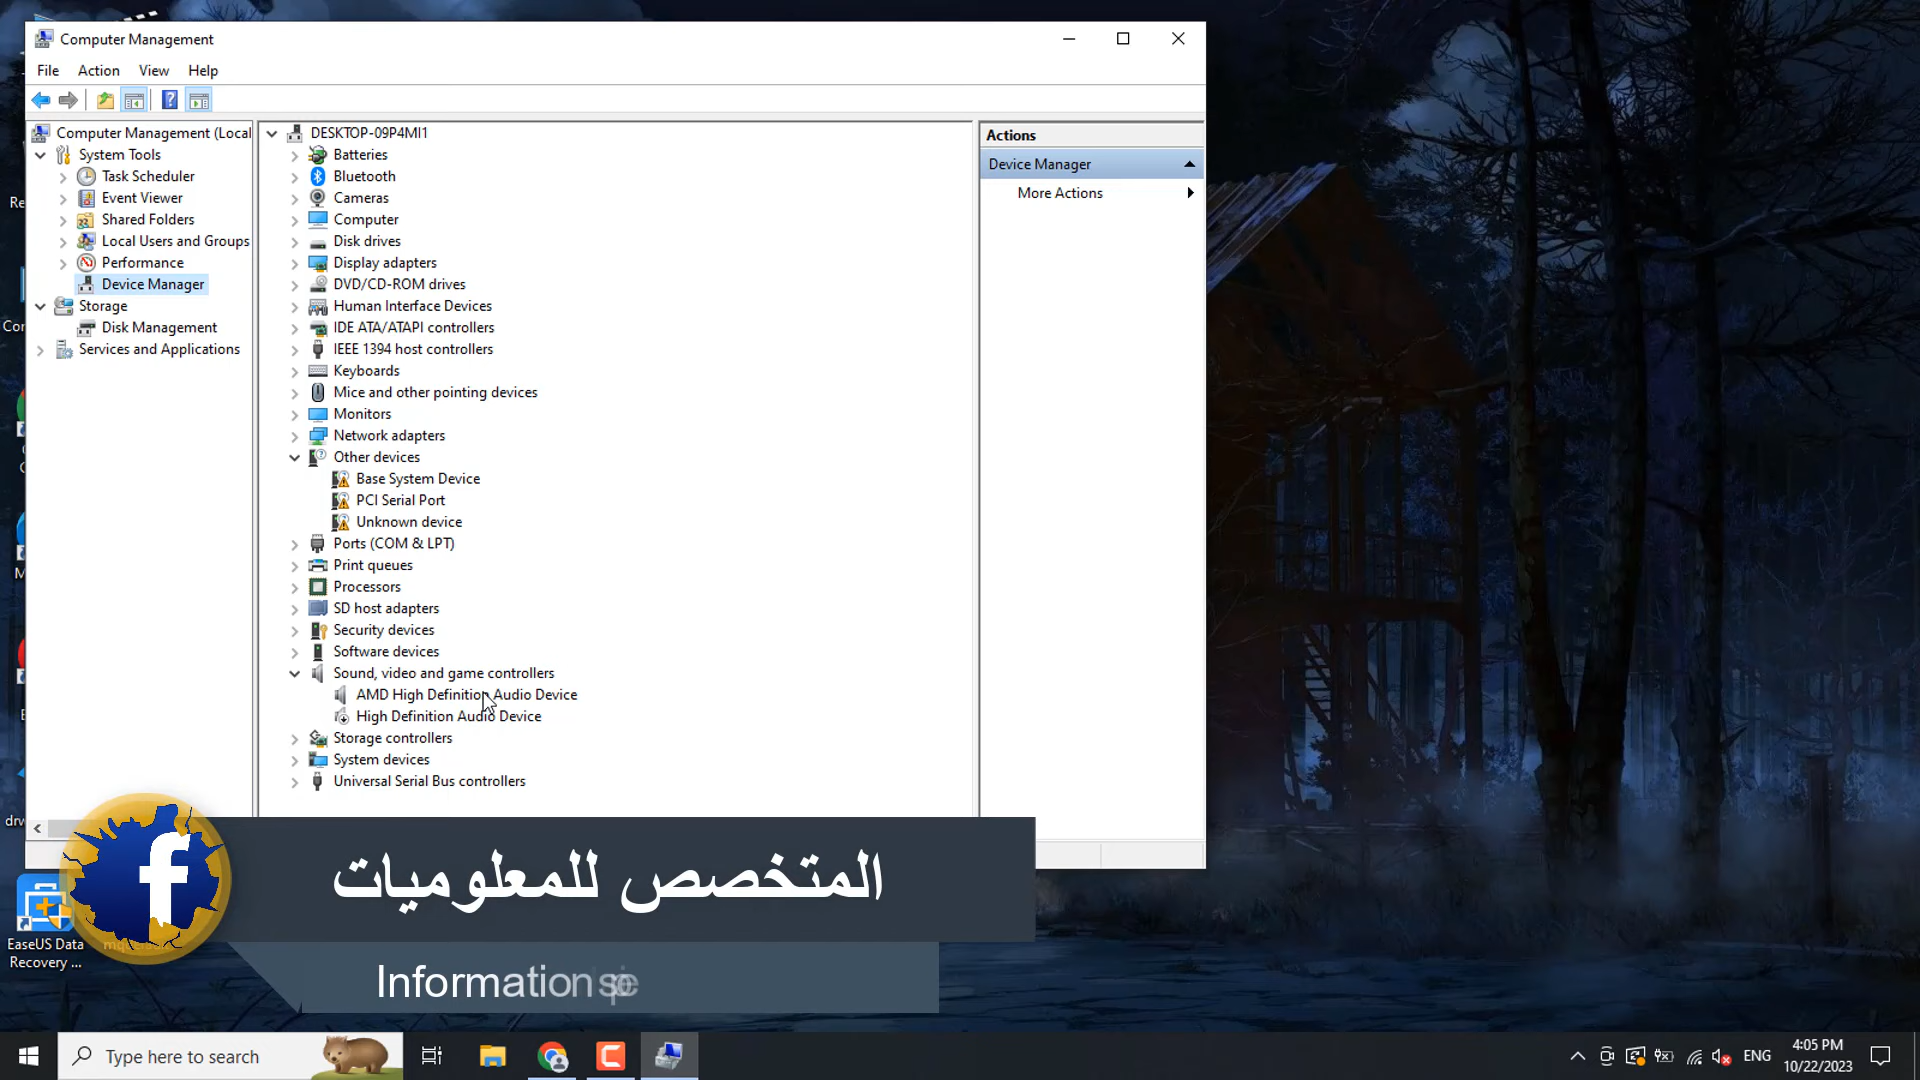 Computer Management
File Action View Help
Computer Management (Local
System Tools
Task Scheduler
Event Viewer
Shared Folders
Local Users and Groups
Performance
Device Manager
Storage
Disk Management
Services and Applications
DESKTOP-09P4MI1
Batteries
Bluetooth
Cameras
Computer
Disk drives
Display adapters
DVD/CD-ROM drives
Human Interface Devices
IDE ATA/ATAPI controllers
IEEE 1394 host controllers
Keyboards
Mice and other pointing devices
Monitors
Network adapters
Other devices
Base System Device
PCI Serial Port
Unknown device
Ports (COM & LPT)
Print queues
Processors
SD host adapters
Security devices
Software devices
Sound, video and game controllers
AMD High Definition Audio Device
High Definition Audio Device
Storage controllers
System devices
Universal Serial Bus controllers
Actions
Device Manager
More Actions
المتخصص للمعلوميات
Information
EaseUS Data
Recovery ...
Type here to search
ENG
4:05 PM
10/22/2023